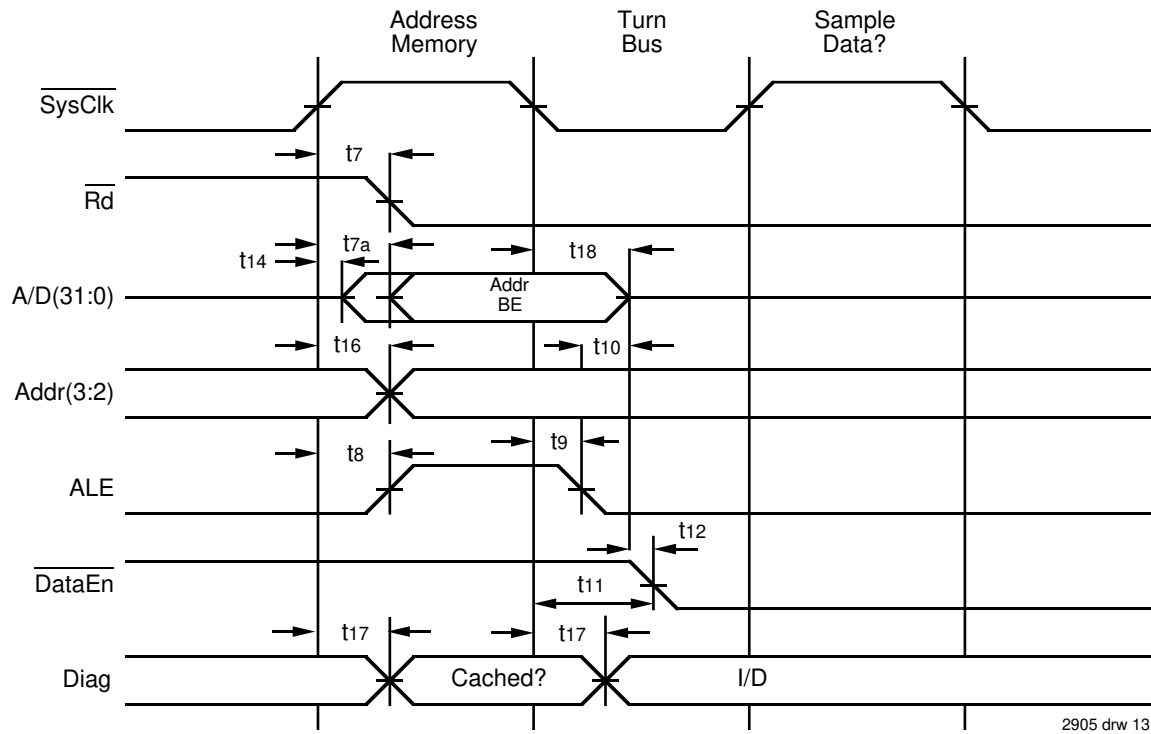 Address Memory
Turn Bus
Sample Data?
SysClk
t7
Rd
t7a
t14
t18
A/D(31:0)
Addr BE
t16
t10
Addr(3:2)
t8
t9
ALE
t12
DataEn
t11
t17
t17
Diag
Cached?
I/D
2905 drw 13